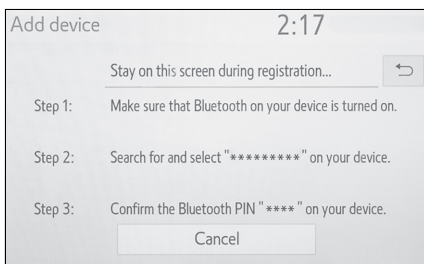 Add device 2:17
Stay on this screen during registration...
Step 1: Make sure that Bluetooth on your device is turned on.
Step 2: Search for and select "*********" on your device.
Step 3: Confirm the Bluetooth PIN "****" on your device.
Cancel